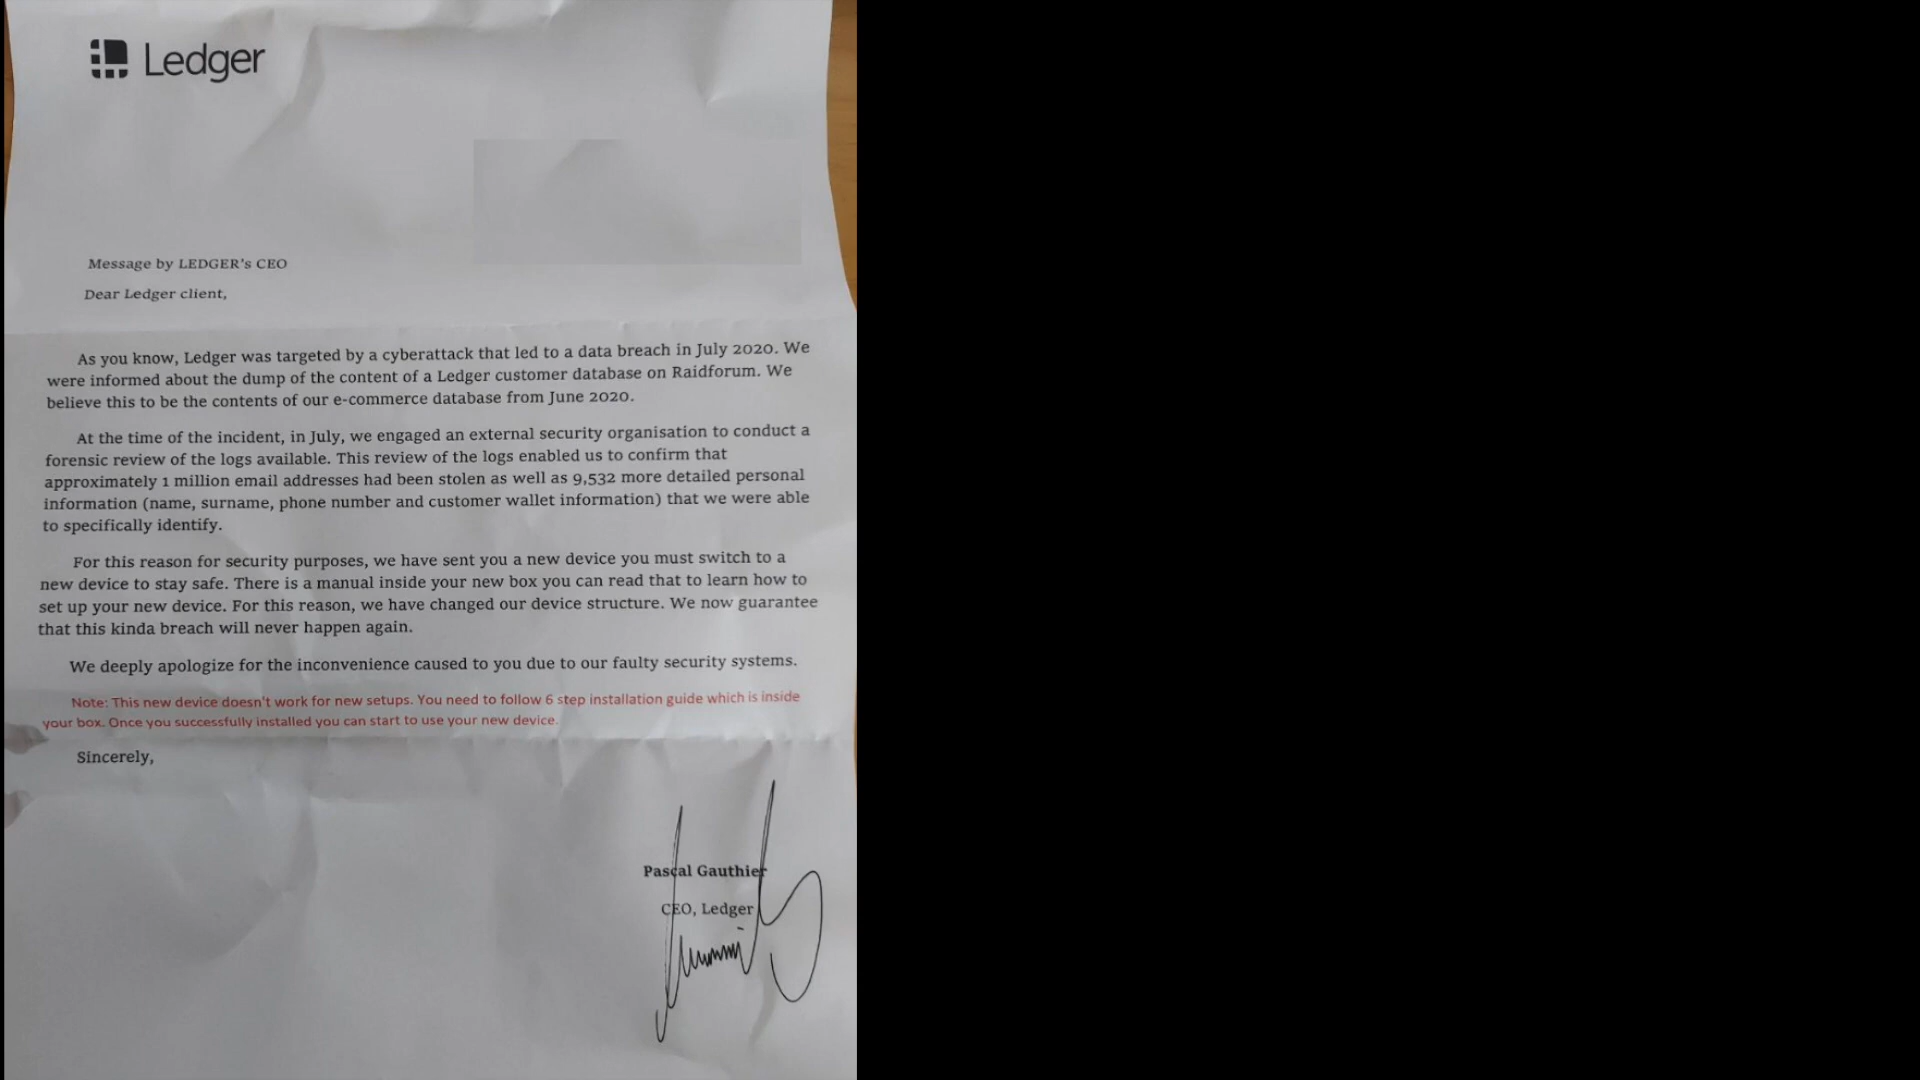 Ledger
Message by LEDGER's CEO
Dear Ledger client,
As you know, Ledger was targeted by a cyberattack that led to a data breach in July 2020. We
were informed about the dump of the content of a Ledger customer database on Raidforum. We
believe this to be the contents of our e-commerce database from June 2020.
At the time of the incident, in July, we engaged an external security organisation to conduct a
forensic review of the logs available. This review of the logs enabled us to confirm that
approximately 1 million email addresses had been stolen as well as 9,532 more detailed personal
information (name, surname, phone number and customer wallet information) that we were able
to specifically identify.
For this reason for security purposes, we have sent you a new device you must switch to a
new device to stay safe. There is a manual inside your new box you can read that to learn how to
set up your new device. For this reason, we have changed our device structure. We now guarantee
that this kinda breach will never happen again.
We deeply apologize for the inconvenience caused to you due to our faulty security systems.
Note: This new device doesn't work for new setups. You need to follow 6 step installation guide which is inside
your box. Once you successfully installed you can start to use your new device.
Sincerely,
Pascal Gauthier
CEO, Ledger